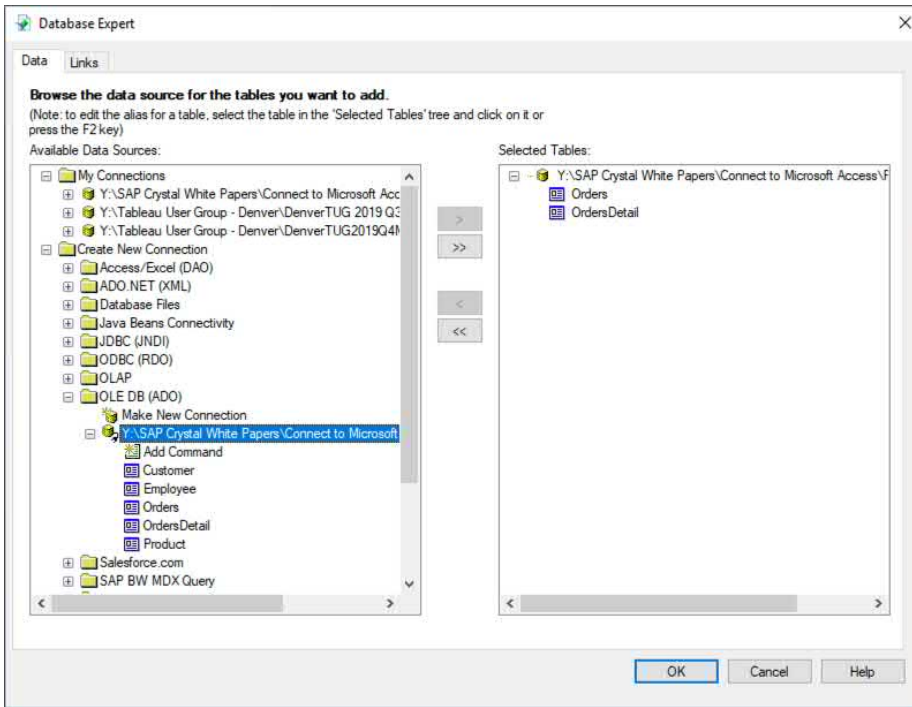 Database Expert
Data
Links
Browse the data source for the tables you want to add.
(Note: to edit the alias for a table, select the table in the 'Selected Tables' tree and click on it or
press the F2 key)
Available Data Sources:
My Connections
Y:\SAP Crystal White Papers\Connect to Microsoft Acc
Y:\Tableau User Group - Denver\DenverTUG 2019 Q3
Y:\Tableau User Group - Denver\DenverTUG2019Q4M
Create New Connection
Access/Excel (DAO)
ADO.NET (XML)
Database Files
Java Beans Connectivity
JDBC (JNDI)
ODBC (RDO)
OLAP
OLE DB (ADO)
Make New Connection
Y:\SAP Crystal White Papers\Connect to Microsoft
Add Command
Customer
Employee
Orders
OrdersDetail
Product
Salesforce.com
SAP BW MDX Query
>
>>
<
<<
Selected Tables:
Y:\SAP Crystal White Papers\Connect to Microsoft Access\F
Orders
OrdersDetail
OK
Cancel
Help